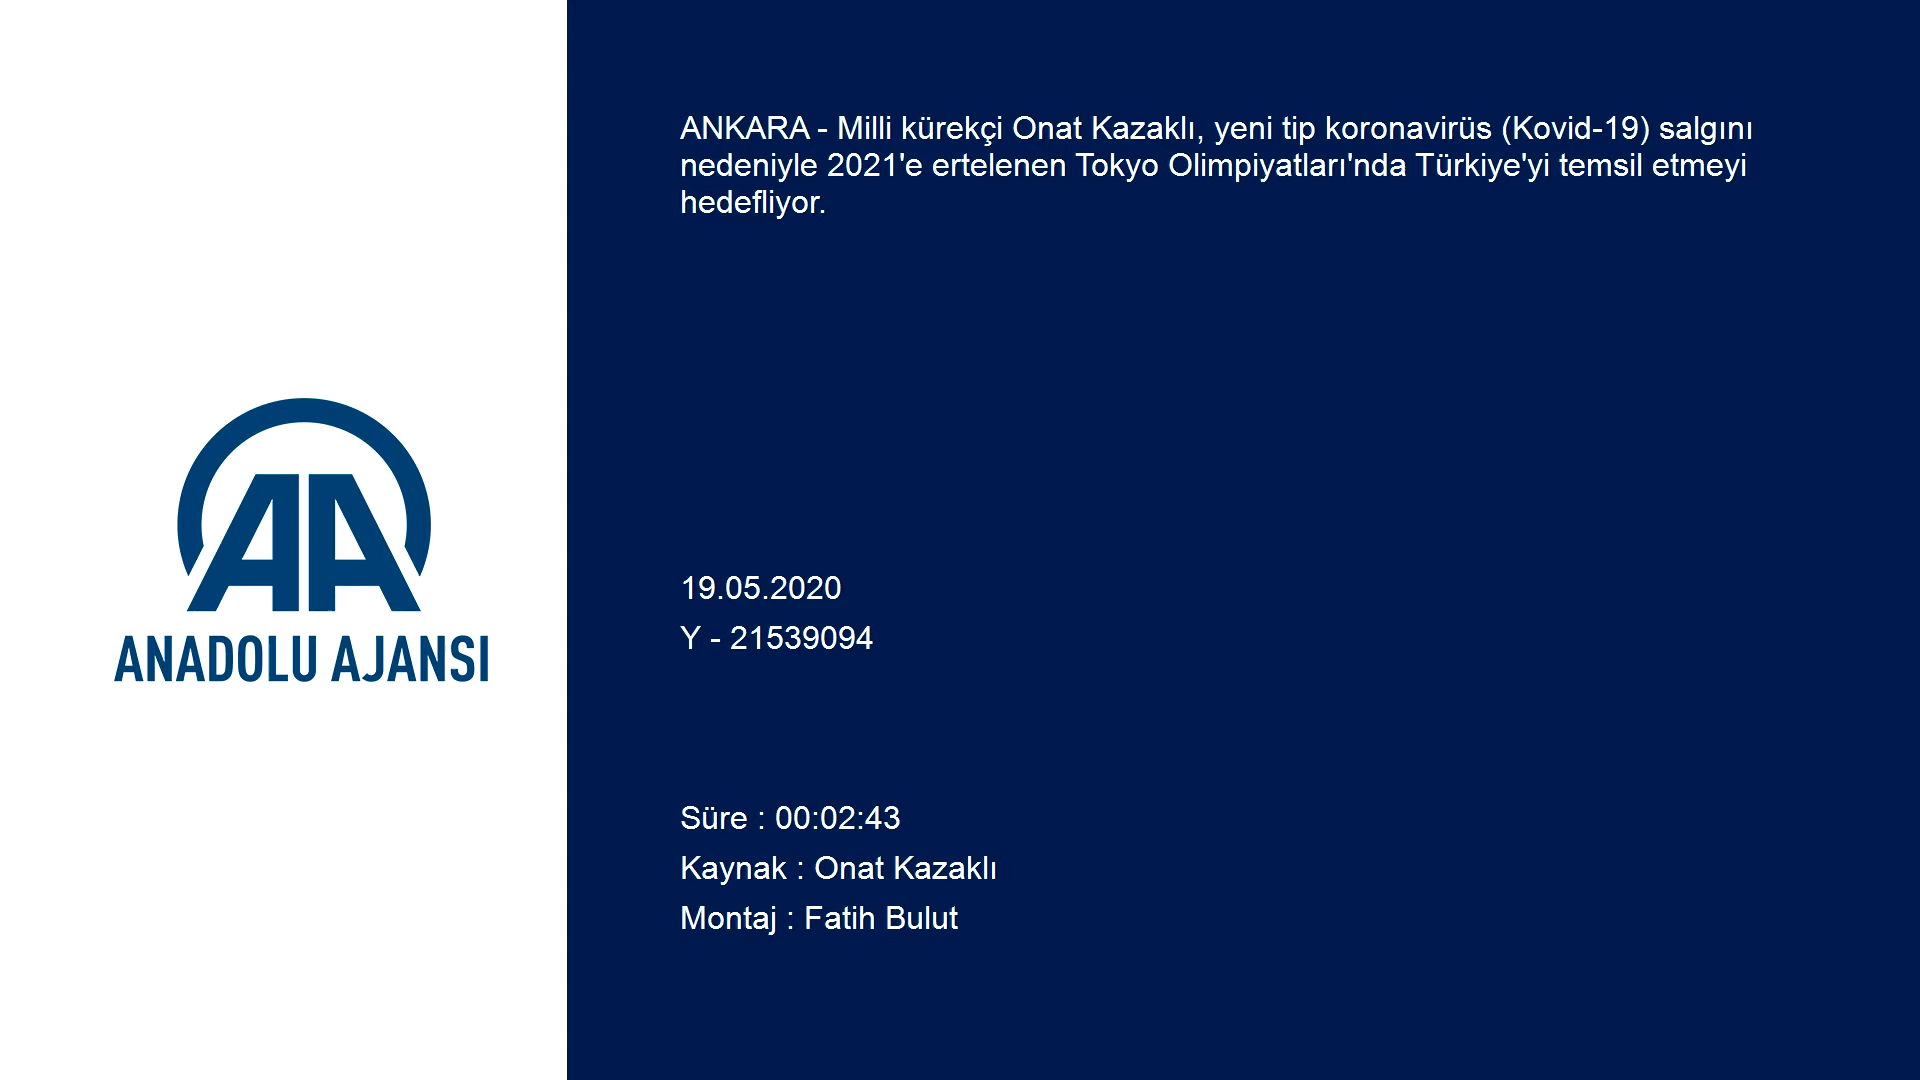 ANKARA - Milli kürekçi Onat Kazaklı, yeni tip koronavirüs (Kovid-19) salgını
nedeniyle 2021'e ertelenen Tokyo Olimpiyatları'nda Türkiye'yi temsil etmeyi
hedefliyor.
AA
ANADOLU AJANSI
19.05.2020
Y - 21539094
Süre : 00:02:43
Kaynak : Onat Kazaklı
Montaj : Fatih Bulut